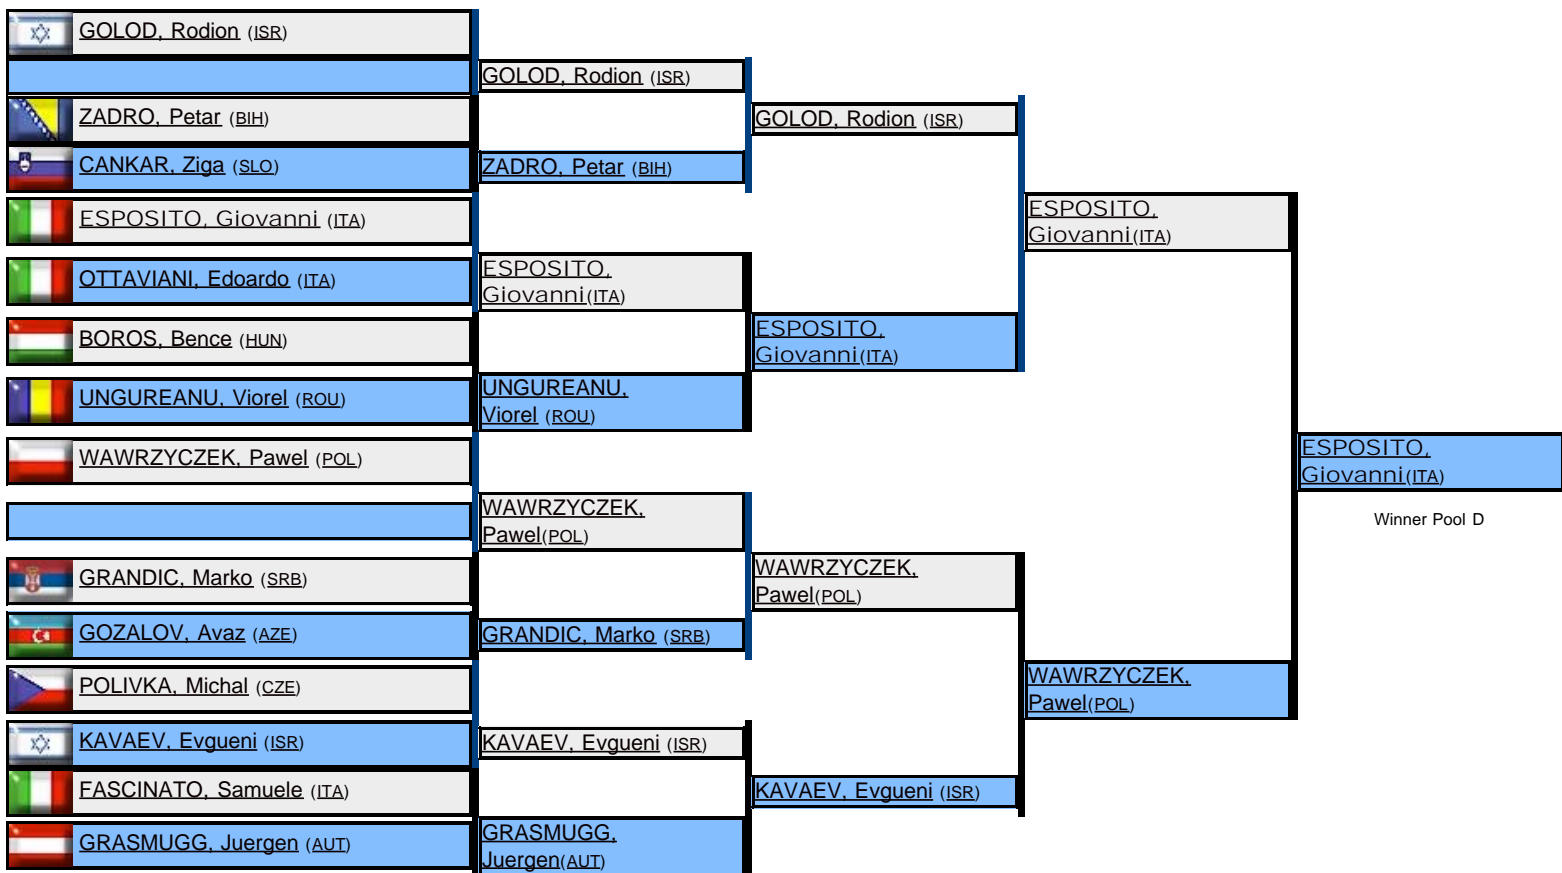 GOLOD, Rodion (ISR)
ZADRO, Petar (BIH)
CANKAR, Ziga (SLO)
ESPOSITO, Giovanni (ITA)
OTTAVIANI, Edoardo (ITA)
BOROS, Bence (HUN)
UNGUREANU, Viorel (ROU)
WAWRZYCZEK, Pawel (POL)
GRANDIC, Marko (SRB)
GOZALOV, Avaz (AZE)
POLIVKA, Michal (CZE)
KAVAEV, Evgueni (ISR)
FASCINATO, Samuele (ITA)
GRASMUGG, Juergen (AUT)
GOLOD, Rodion (ISR)
ZADRO, Petar (BIH)
ESPOSITO,
Giovanni(ITA)
UNGUREANU,
Viorel (ROU)
WAWRZYCZEK,
Pawel(POL)
GRANDIC, Marko (SRB)
KAVAEV, Evgueni (ISR)
GRASMUGG,
Juergen(AUT)
GOLOD, Rodion (ISR)
ESPOSITO,
Giovanni(ITA)
WAWRZYCZEK,
Pawel(POL)
KAVAEV, Evgueni (ISR)
ESPOSITO,
Giovanni(ITA)
WAWRZYCZEK,
Pawel(POL)
ESPOSITO,
Giovanni(ITA)
Winner Pool D